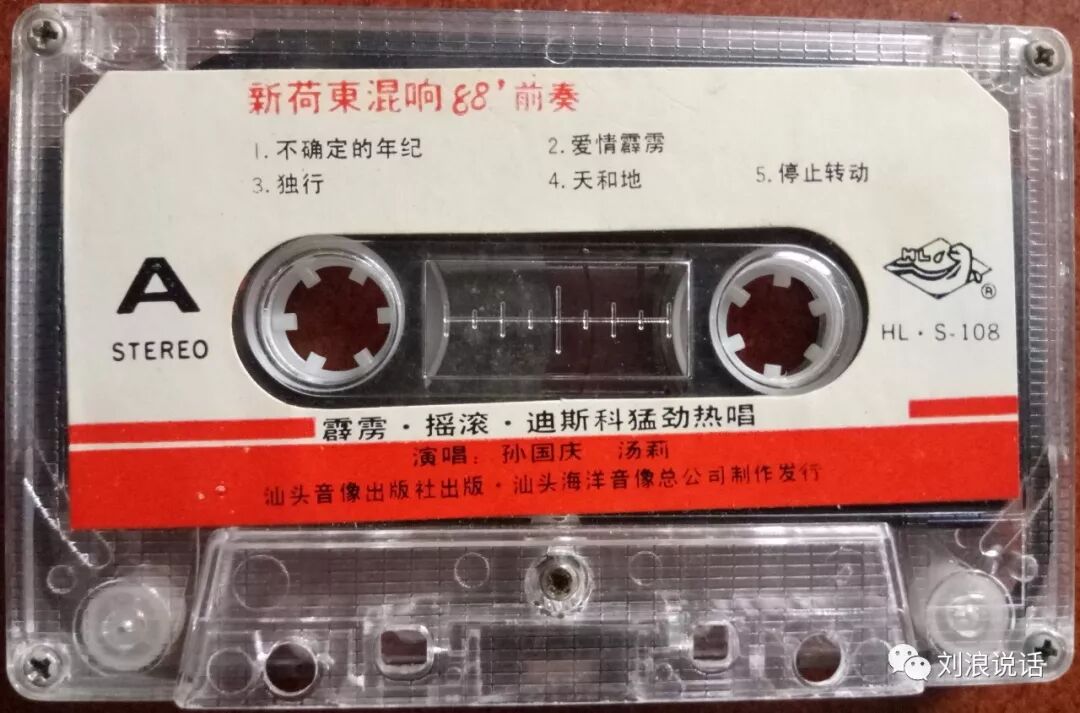 新荷東混响88'前奏
1.不确定的年纪 2.爱情霹雳
3.独行 4.天和地 5.停止转动
A
STEREO
HLOS
®
HL·S-108
霹雳·摇滚·迪斯科猛劲热唱
演唱：孙国庆 汤莉
汕头音像出版社出版·汕头海洋音像总公司制作发行
刘浪说话